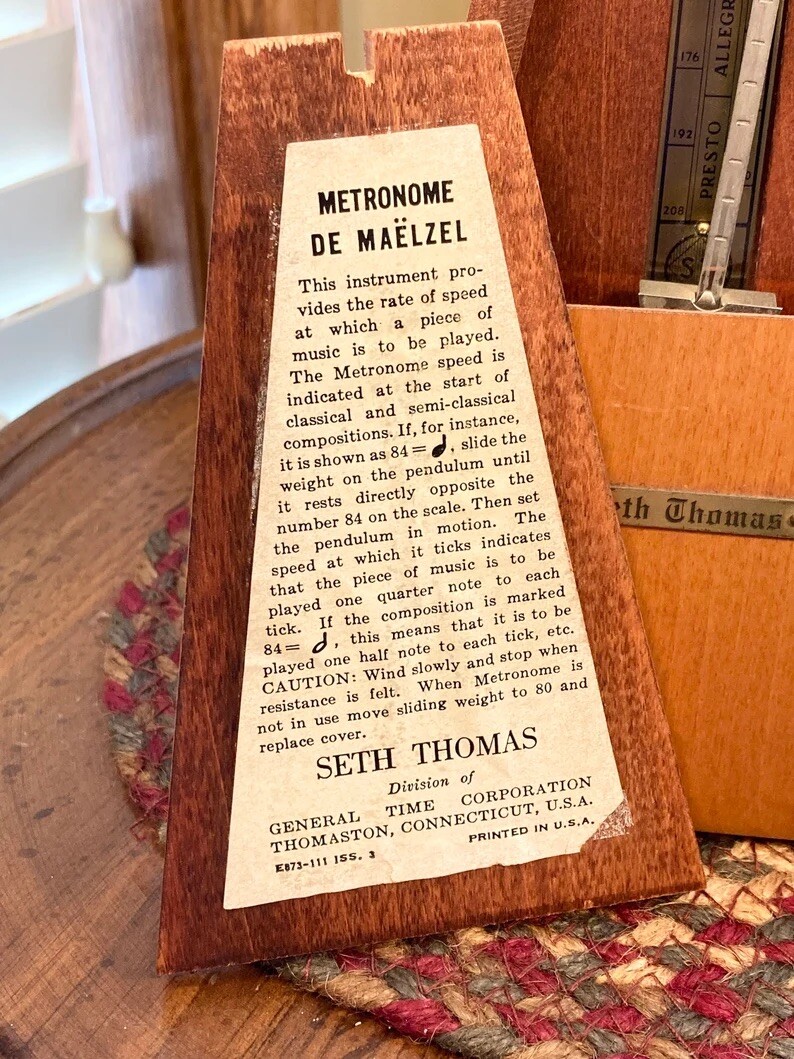 METRONOME
DE MAËLZEL
This instrument pro-
vides the rate of speed
at which a piece of
music is to be played.
The Metronome speed is
indicated at the start of
classical and semi-classical
compositions. If, for instance,
it is shown as 84 = 𝅘𝅥, slide the
weight on the pendulum until
it rests directly opposite the
number 84 on the scale. Then set
the pendulum in motion. The
speed at which it ticks indicates
that the piece of music is to be
played one quarter note to each
tick. If the composition is marked
84 = 𝅗𝅥, this means that it is to be
played one half note to each tick, etc.
CAUTION: Wind slowly and stop when
resistance is felt. When Metronome is
not in use move sliding weight to 80 and
replace cover.
SETH THOMAS
Division of
GENERAL TIME CORPORATION
THOMASTON, CONNECTICUT, U.S.A.
E873-111 ISS. 3
PRINTED IN U.S.A.
176
ALLEGR
192
PRESTO
208
S
eth Thomas